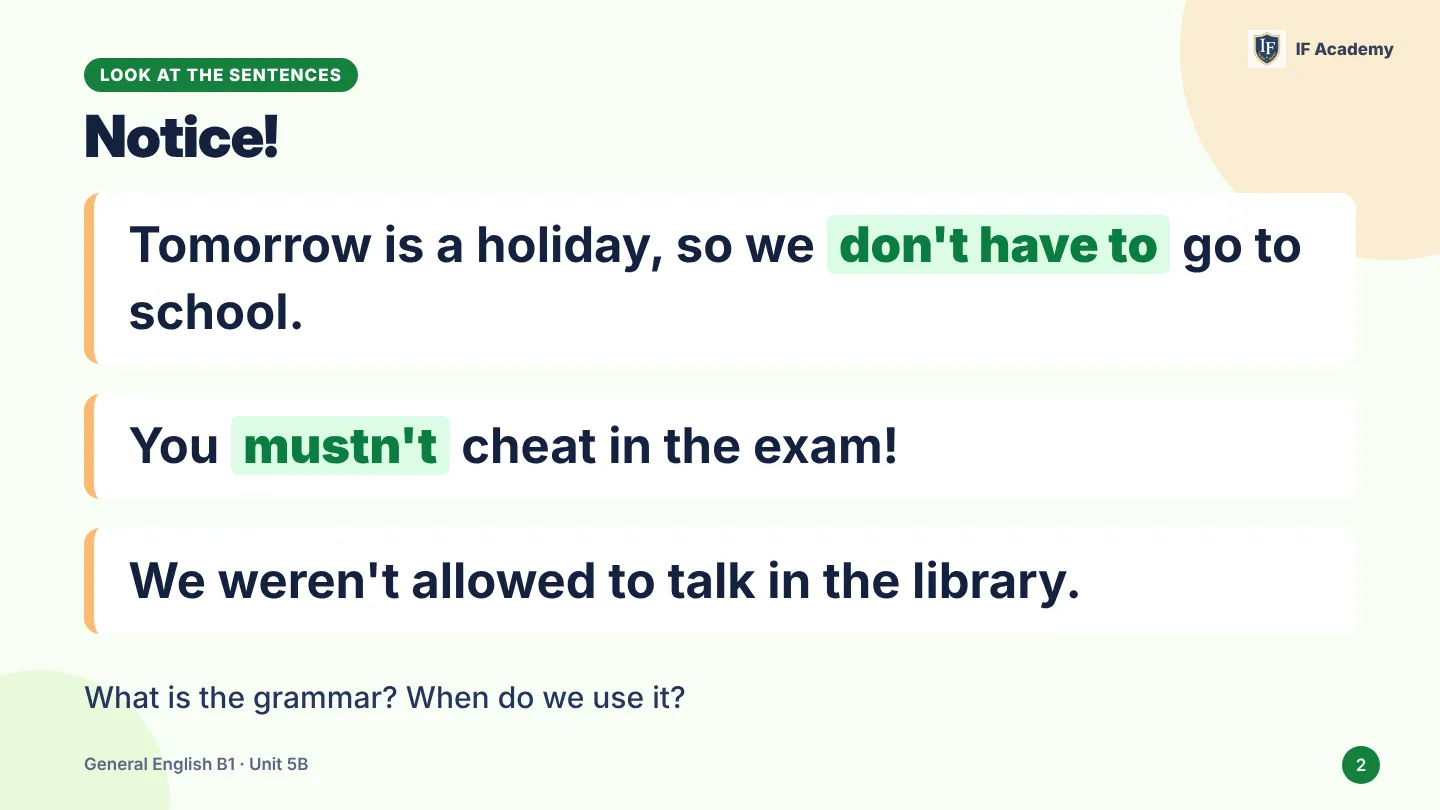 IF
IF Academy
LOOK AT THE SENTENCES
Notice!
Tomorrow is a holiday, so we don't have to go to
school.
You mustn't cheat in the exam!
We weren't allowed to talk in the library.
What is the grammar? When do we use it?
General English B1 · Unit 5B
2